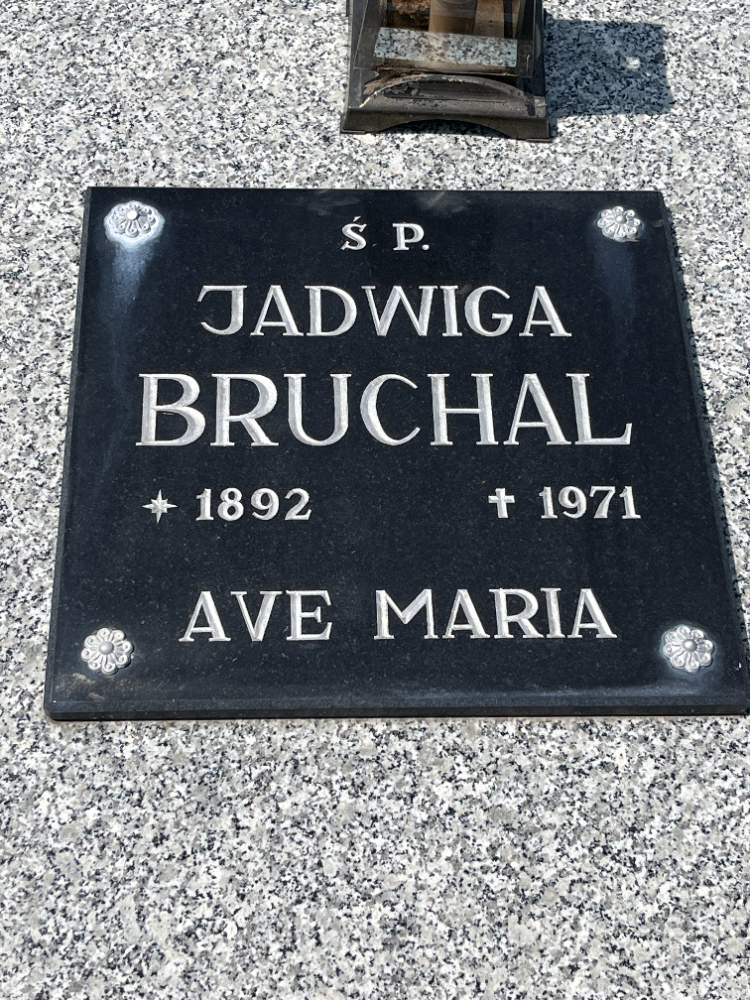 Ś P.
JADWIGA
BRUCHAL
* 1892 ✝ 1971
AVE MARIA